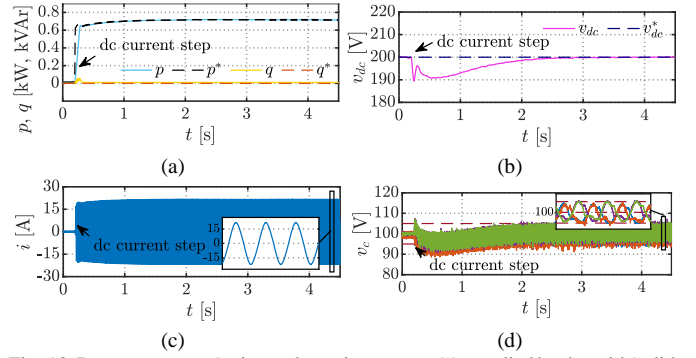 p, q [kW, kVAr]
0.8
0.6
0.4
0.2
0
dc current step
p p* q q*
0 1 2 3 4
t [s]
(a)
v_dc [V]
220
210
200
190
180
v_dc v_dc*
dc current step
0 1 2 3 4
t [s]
(b)
i [A]
30
15
0
-15
-30
dc current step
15
0
-15
0 1 2 3 4
t [s]
(c)
v_c [V]
120
110
100
90
80
100
dc current step
0 1 2 3 4
t [s]
(d)